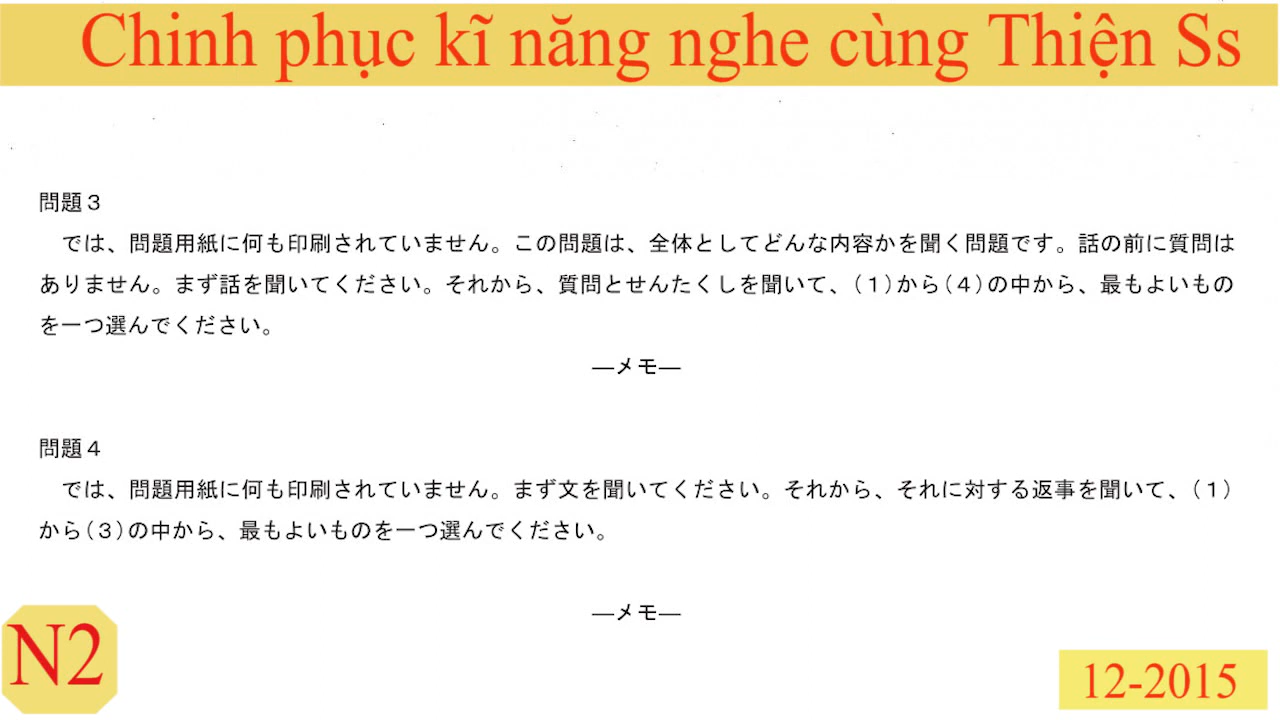 Chinh phục kĩ năng nghe cùng Thiện Ss
問題３
では、問題用紙に何も印刷されていません。この問題は、全体としてどんな内容かを聞く問題です。話の前に質問は
ありません。まず話を聞いてください。それから、質問とせんたくしを聞いて、（１）から（４）の中から、最もよいもの
を一つ選んでください。
―メモ―
問題４
では、問題用紙に何も印刷されていません。まず文を聞いてください。それから、それに対する返事を聞いて、（１）
から（３）の中から、最もよいものを一つ選んでください。
―メモ―
N2
12-2015